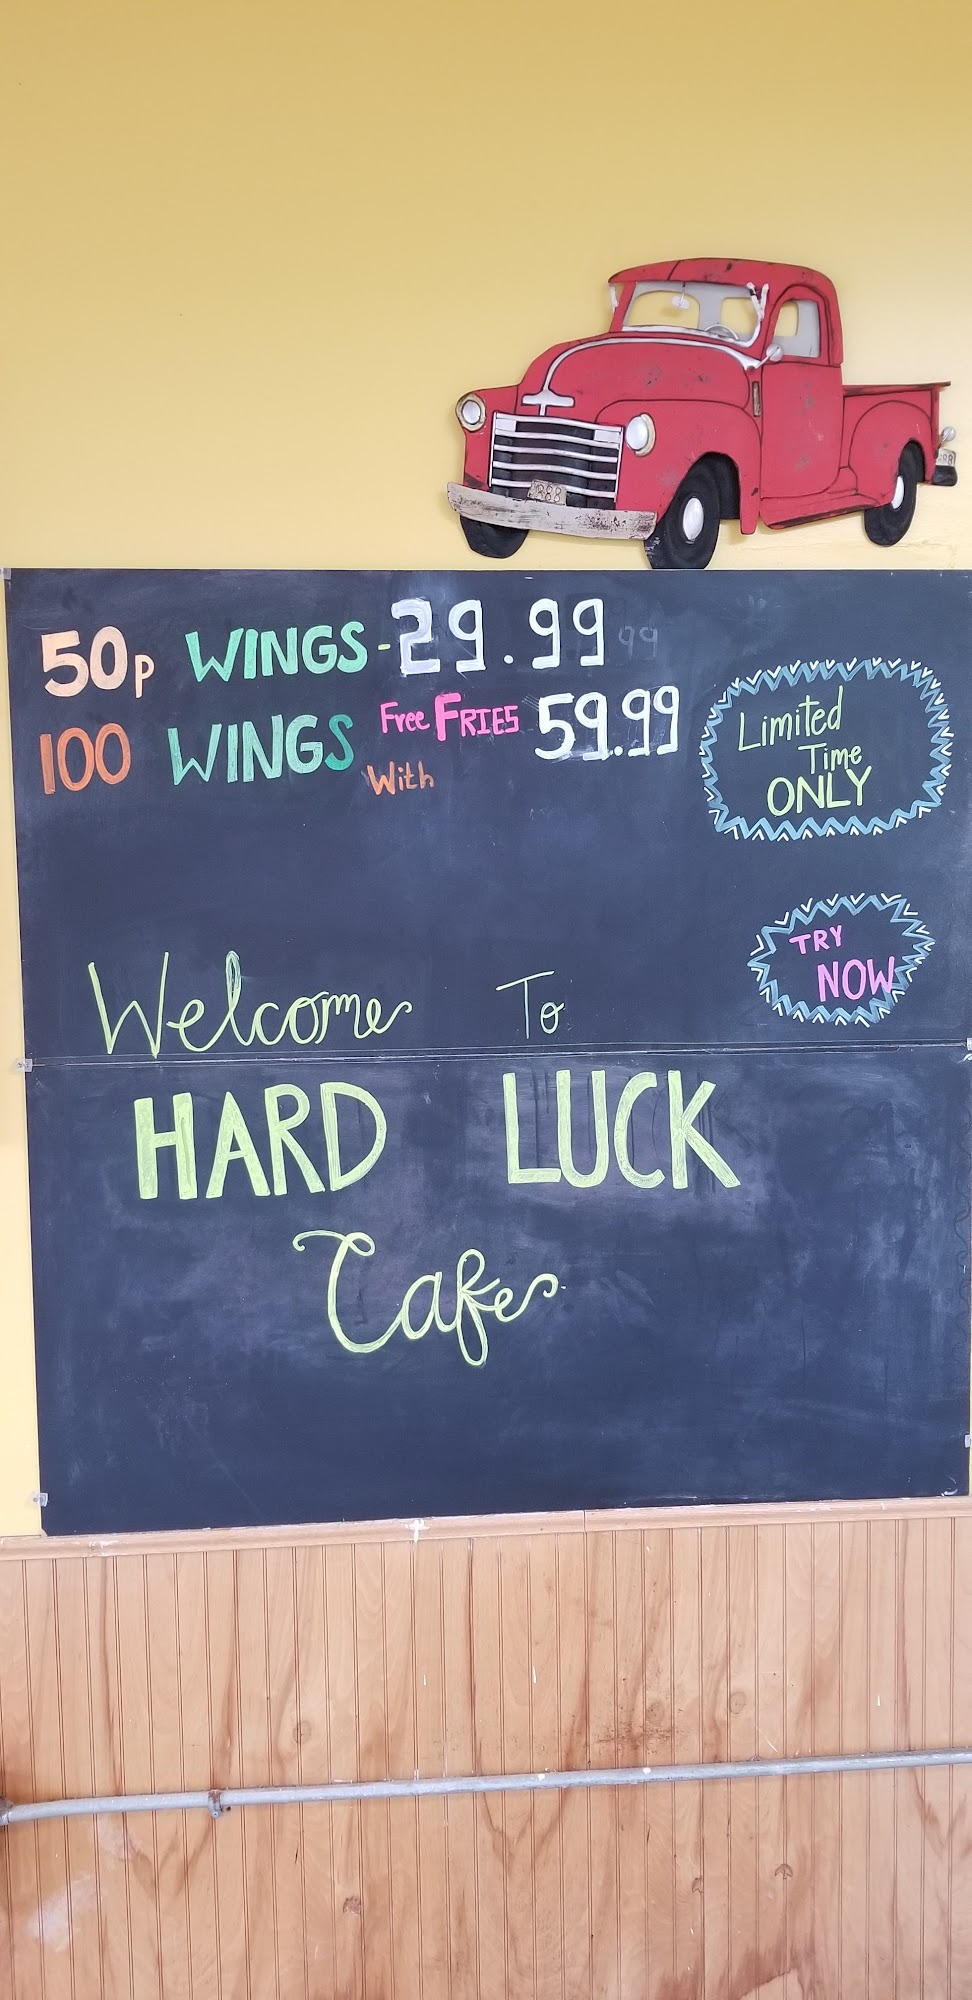 50p WINGS - 29.99
100 WINGS With Free FRIES 59.99
Limited
Time
ONLY
TRY
NOW
Welcome To
HARD LUCK
Cafe